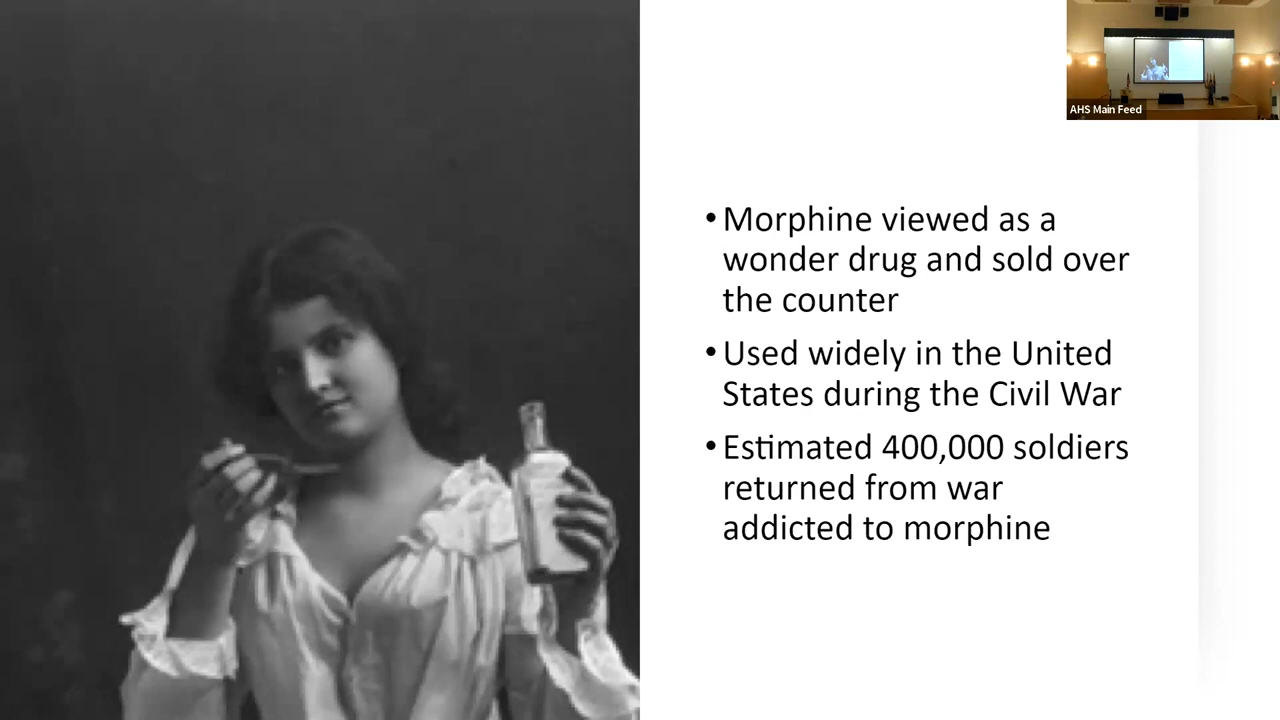 AHS Main Feed
• Morphine viewed as a
wonder drug and sold over
the counter
• Used widely in the United
States during the Civil War
• Estimated 400,000 soldiers
returned from war
addicted to morphine